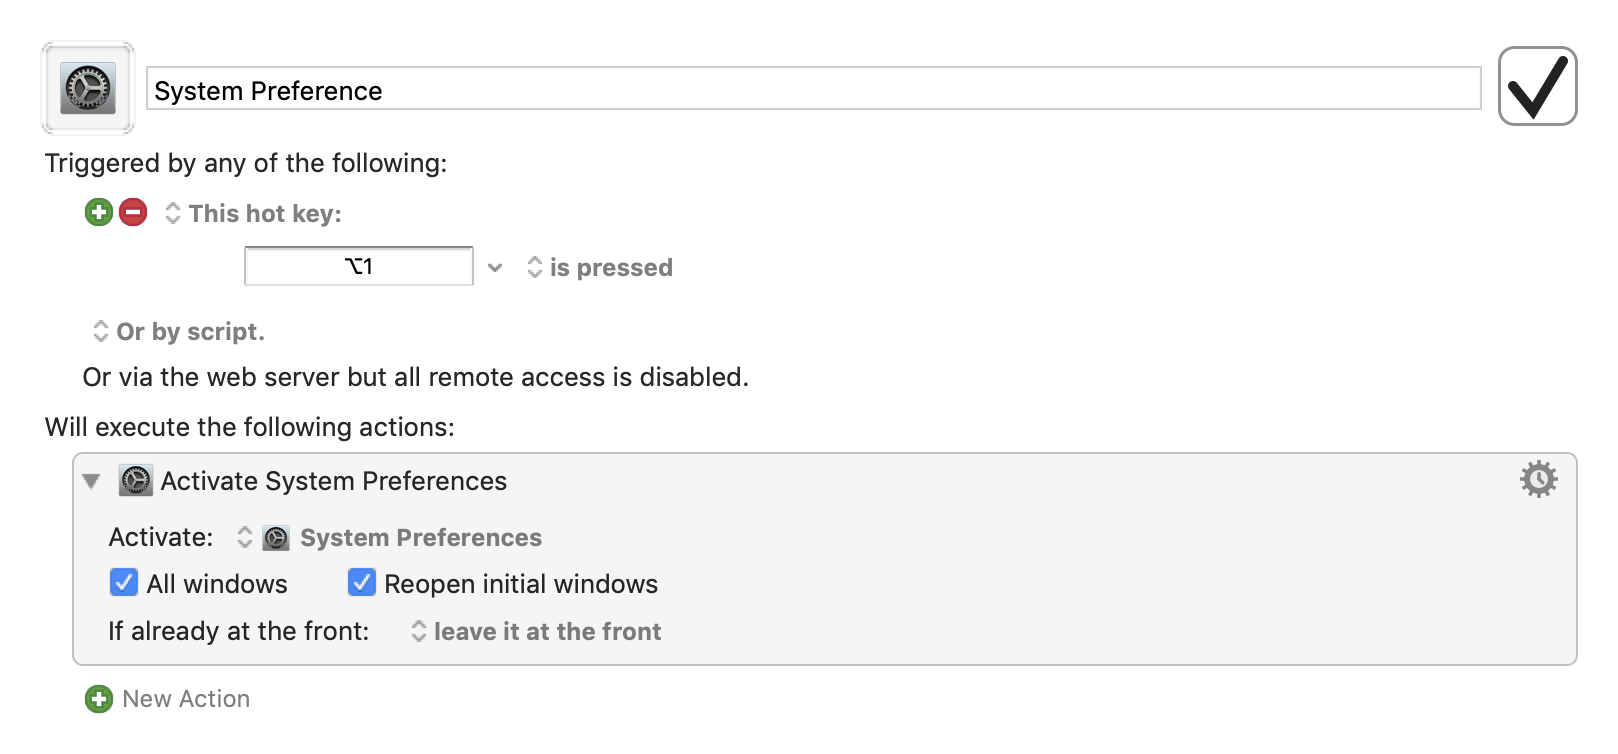 System Preference
Triggered by any of the following:
This hot key:
⌥1 is pressed
Or by script.
Or via the web server but all remote access is disabled.
Will execute the following actions:
Activate System Preferences
Activate: System Preferences
All windows Reopen initial windows
If already at the front: leave it at the front
New Action